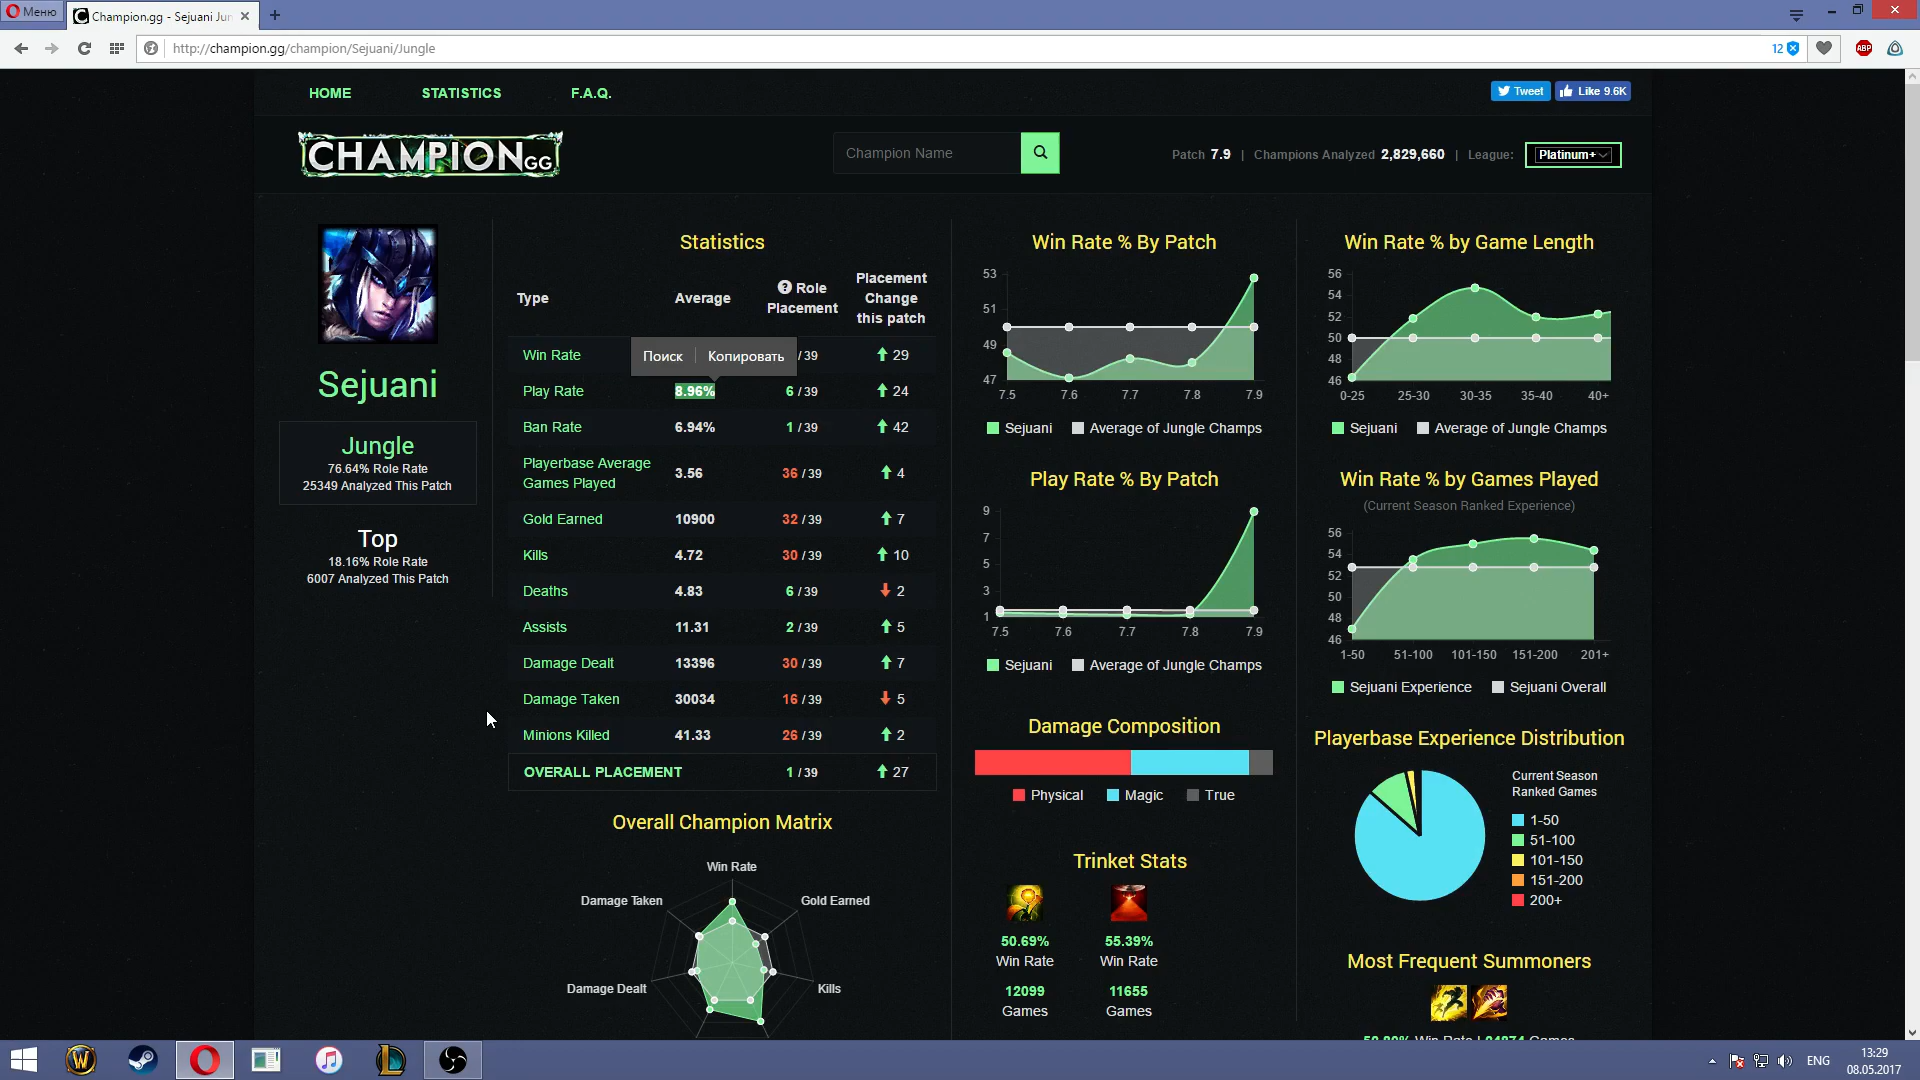 Меню
Champion.gg - Sejuani Jun
http://champion.gg/champion/Sejuani/Jungle
12
ABP
HOME
STATISTICS
F.A.Q.
Tweet
Like 9.6K
CHAMPIONGG
Champion Name
Patch 7.9 | Champions Analyzed 2,829,660 | League: Platinum+
Sejuani
Jungle
76.64% Role Rate
25349 Analyzed This Patch
Top
18.16% Role Rate
6007 Analyzed This Patch
Statistics
Type
Average
? Role Placement
Placement Change this patch
Win Rate / 39 29
Поиск Копировать
Play Rate 8.96% 6 / 39 24
Ban Rate 6.94% 1 / 39 42
Playerbase Average Games Played 3.56 36 / 39 4
Gold Earned 10900 32 / 39 7
Kills 4.72 30 / 39 10
Deaths 4.83 6 / 39 2
Assists 11.31 2 / 39 5
Damage Dealt 13396 30 / 39 7
Damage Taken 30034 16 / 39 5
Minions Killed 41.33 26 / 39 2
OVERALL PLACEMENT 1 / 39 27
Overall Champion Matrix
Win Rate
Damage Taken
Gold Earned
Damage Dealt
Kills
Win Rate % By Patch
53
51
49
47
7.5 7.6 7.7 7.8 7.9
Sejuani Average of Jungle Champs
Play Rate % By Patch
9
7
5
3
1
7.5 7.6 7.7 7.8 7.9
Sejuani Average of Jungle Champs
Damage Composition
Physical Magic True
Trinket Stats
50.69% 55.39%
Win Rate Win Rate
12099 11655
Games Games
Win Rate % by Game Length
56
54
52
50
48
46
0-25 25-30 30-35 35-40 40+
Sejuani Average of Jungle Champs
Win Rate % by Games Played
(Current Season Ranked Experience)
56
54
52
50
48
46
1-50 51-100 101-150 151-200 201+
Sejuani Experience Sejuani Overall
Playerbase Experience Distribution
Current Season
Ranked Games
1-50
51-100
101-150
151-200
200+
Most Frequent Summoners
ENG
13:29
08.05.2017